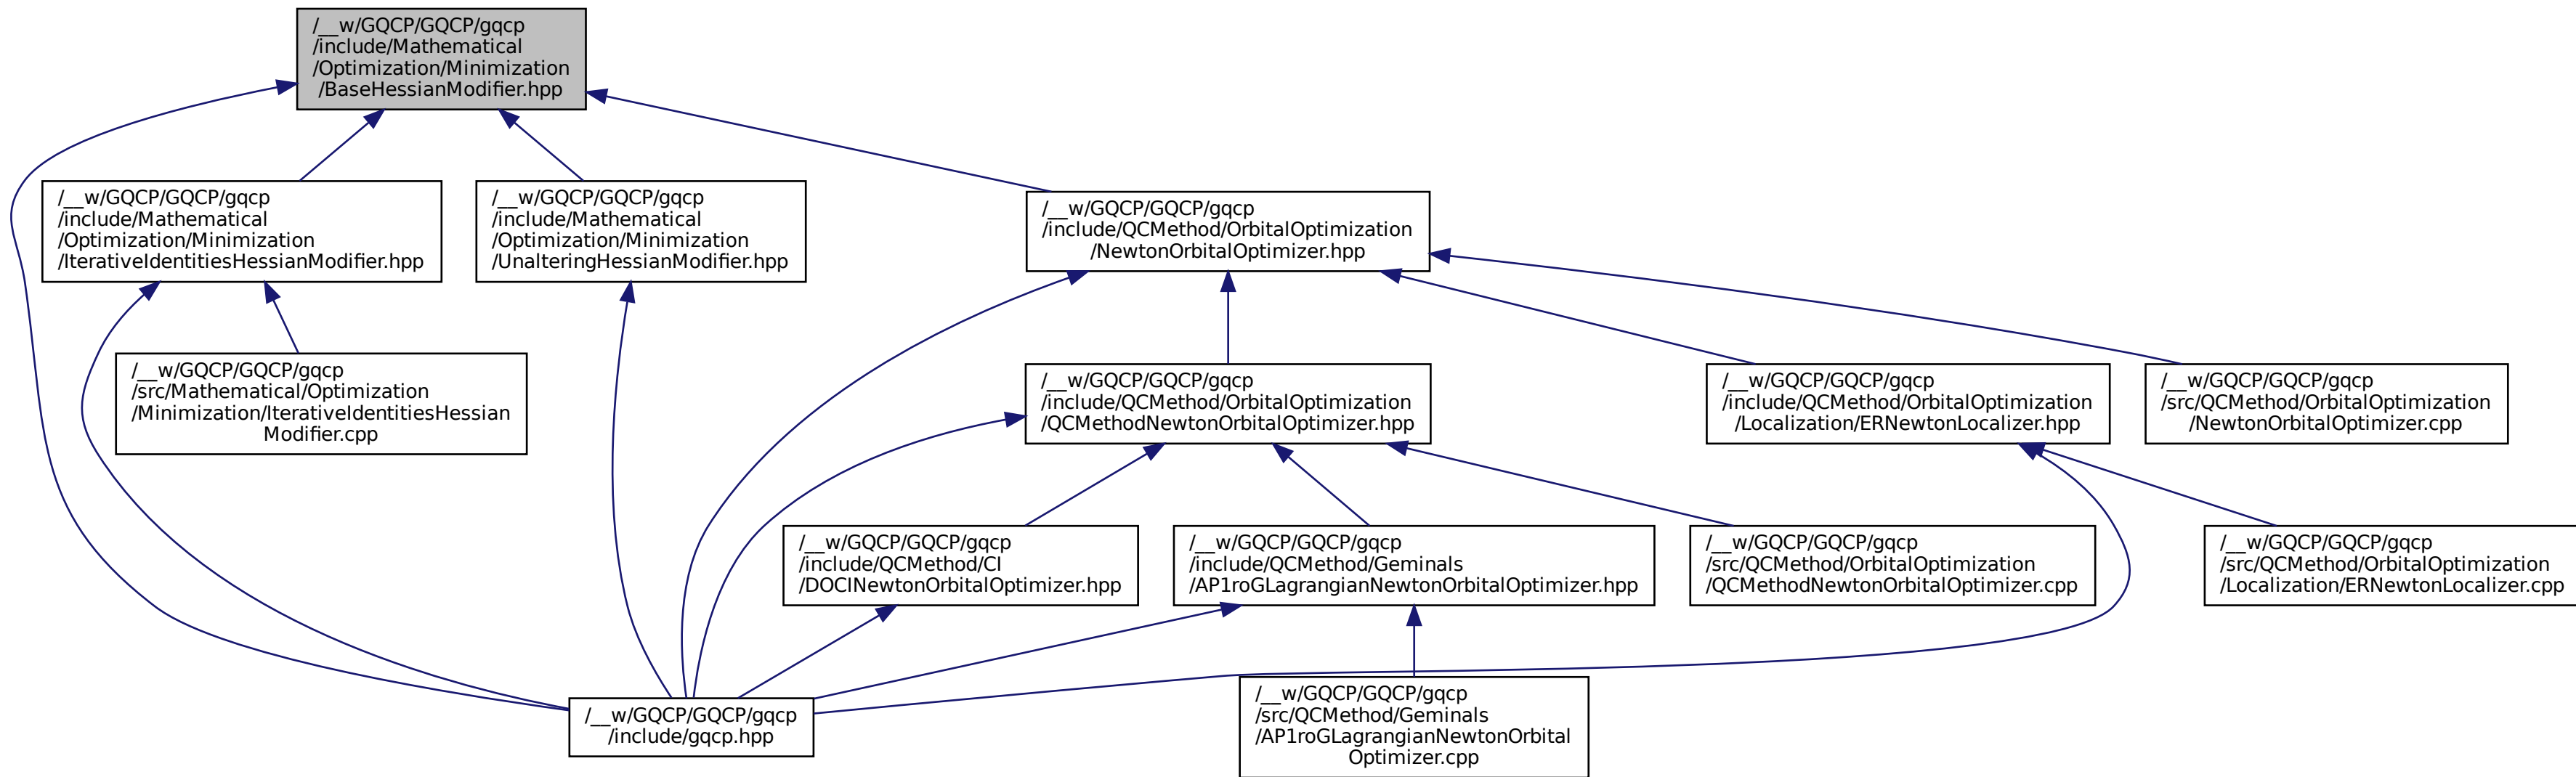 /__w/GQCP/GQCP/gqcp
/include/Mathematical
/Optimization/Minimization
/BaseHessianModifier.hpp
/__w/GQCP/GQCP/gqcp
/include/Mathematical
/Optimization/Minimization
/IterativeIdentitiesHessianModifier.hpp
/__w/GQCP/GQCP/gqcp
/include/Mathematical
/Optimization/Minimization
/UnalteringHessianModifier.hpp
/__w/GQCP/GQCP/gqcp
/include/QCMethod/OrbitalOptimization
/NewtonOrbitalOptimizer.hpp
/__w/GQCP/GQCP/gqcp
/src/Mathematical/Optimization
/Minimization/IterativeIdentitiesHessian
Modifier.cpp
/__w/GQCP/GQCP/gqcp
/include/QCMethod/OrbitalOptimization
/QCMethodNewtonOrbitalOptimizer.hpp
/__w/GQCP/GQCP/gqcp
/include/QCMethod/OrbitalOptimization
/Localization/ERNewtonLocalizer.hpp
/__w/GQCP/GQCP/gqcp
/src/QCMethod/OrbitalOptimization
/NewtonOrbitalOptimizer.cpp
/__w/GQCP/GQCP/gqcp
/include/QCMethod/CI
/DOCINewtonOrbitalOptimizer.hpp
/__w/GQCP/GQCP/gqcp
/include/QCMethod/Geminals
/AP1roGLagrangianNewtonOrbitalOptimizer.hpp
/__w/GQCP/GQCP/gqcp
/src/QCMethod/OrbitalOptimization
/QCMethodNewtonOrbitalOptimizer.cpp
/__w/GQCP/GQCP/gqcp
/src/QCMethod/OrbitalOptimization
/Localization/ERNewtonLocalizer.cpp
/__w/GQCP/GQCP/gqcp
/include/gqcp.hpp
/__w/GQCP/GQCP/gqcp
/src/QCMethod/Geminals
/AP1roGLagrangianNewtonOrbital
Optimizer.cpp